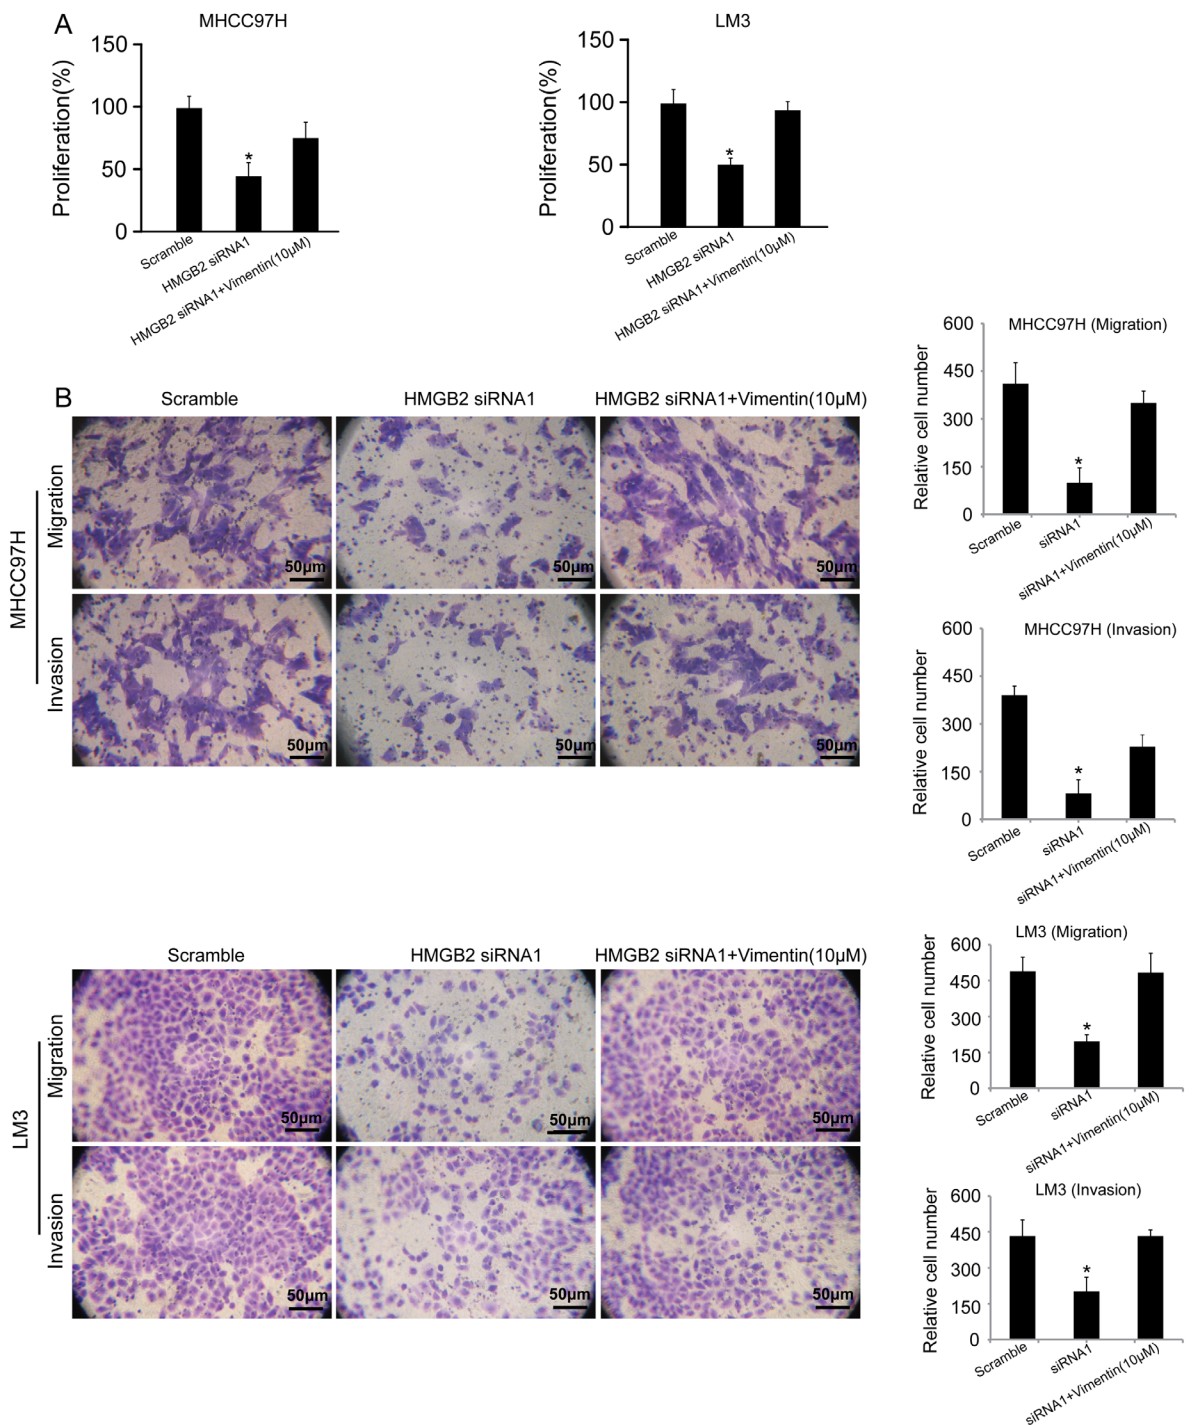 A
MHCC97H
Proliferation(%)
150
100
50
0
Scramble
HMGB2 siRNA1
HMGB2 siRNA1+Vimentin(10μM)
*
LM3
Proliferation(%)
150
100
50
0
Scramble
HMGB2 siRNA1
HMGB2 siRNA1+Vimentin(10μM)
*
B
Scramble
HMGB2 siRNA1
HMGB2 siRNA1+Vimentin(10μM)
MHCC97H
Migration
50μm
50μm
50μm
Invasion
50μm
50μm
50μm
MHCC97H (Migration)
Relative cell number
600
450
300
150
0
*
Scramble
siRNA1
siRNA1+Vimentin(10μM)
MHCC97H (Invasion)
Relative cell number
600
450
300
150
0
*
Scramble
siRNA1
siRNA1+Vimentin(10μM)
Scramble
HMGB2 siRNA1
HMGB2 siRNA1+Vimentin(10μM)
LM3
Migration
50μm
50μm
50μm
Invasion
50μm
50μm
50μm
LM3 (Migration)
Relative cell number
600
450
300
150
0
*
Scramble
siRNA1
siRNA1+Vimentin(10μM)
LM3 (Invasion)
Relative cell number
600
450
300
150
0
*
Scramble
siRNA1
siRNA1+Vimentin(10μM)